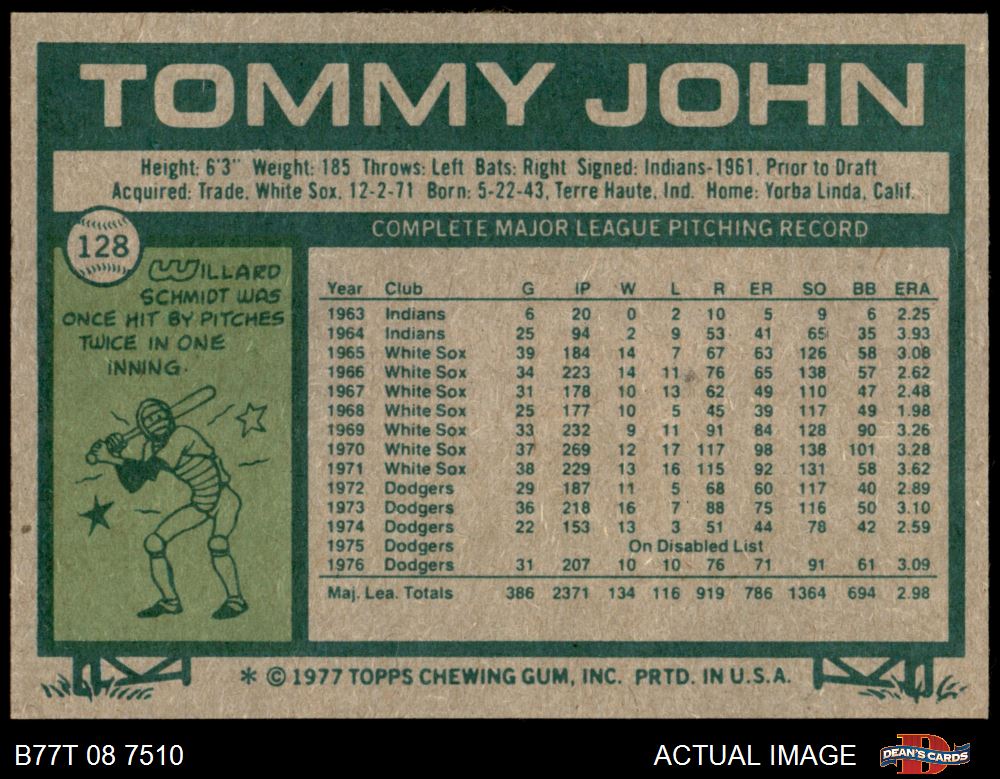 TOMMY JOHN
Height: 6'3" Weight: 185 Throws: Left Bats: Right Signed: Indians-1961, Prior to Draft
Acquired: Trade, White Sox, 12-2-71 Born: 5-22-43, Terre Haute, Ind. Home: Yorba Linda, Calif.
128
WILLARD
SCHMIDT WAS
ONCE HIT BY PITCHES
TWICE IN ONE
INNING.
COMPLETE MAJOR LEAGUE PITCHING RECORD
Year Club G IP W L R ER SO BB ERA
1963 Indians 6 20 0 2 10 5 9 6 2.25
1964 Indians 25 94 2 9 53 41 65 35 3.93
1965 White Sox 39 184 14 7 67 63 126 58 3.08
1966 White Sox 34 223 14 11 76 65 138 57 2.62
1967 White Sox 31 178 10 13 62 49 110 47 2.48
1968 White Sox 25 177 10 5 45 39 117 49 1.98
1969 White Sox 33 232 9 11 91 84 128 90 3.26
1970 White Sox 37 269 12 17 117 98 138 101 3.28
1971 White Sox 38 229 13 16 115 92 131 58 3.62
1972 Dodgers 29 187 11 5 68 60 117 40 2.89
1973 Dodgers 36 218 16 7 88 75 116 50 3.10
1974 Dodgers 22 153 13 3 51 44 78 42 2.59
1975 Dodgers On Disabled List
1976 Dodgers 31 207 10 10 76 71 91 61 3.09
Maj. Lea. Totals 386 2371 134 116 919 786 1364 694 2.98
* © 1977 TOPPS CHEWING GUM, INC. PRTD. IN U.S.A.
B77T 08 7510
ACTUAL IMAGE
D
DEAN'S CARDS